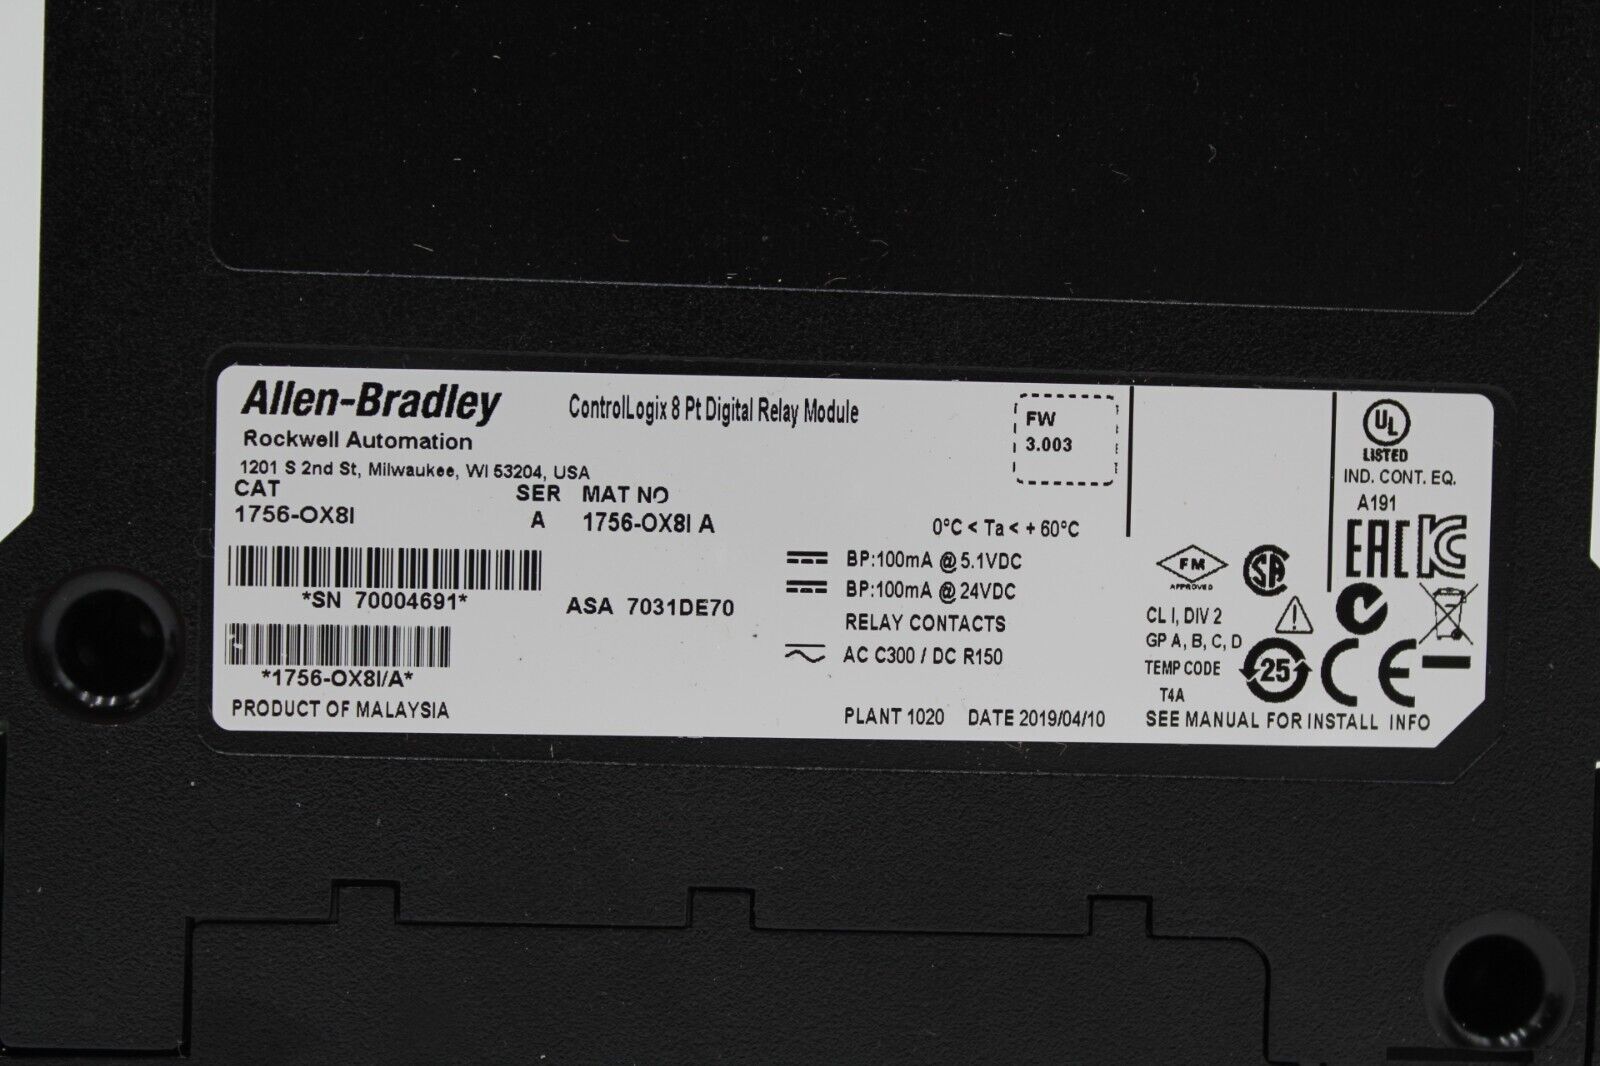 Allen-Bradley
Rockwell Automation
1201 S 2nd St, Milwaukee, WI 53204, USA
ControlLogix 8 Pt Digital Relay Module
FW
3.003
CAT SER MAT NO
1756-OX8I A 1756-OX8I A
*SN 70004691*
ASA 7031DE70
*1756-OX8I/A*
PRODUCT OF MALAYSIA
0°C < Ta < + 60°C
BP:100mA @ 5.1VDC
BP:100mA @ 24VDC
RELAY CONTACTS
AC C300 / DC R150
PLANT 1020 DATE 2019/04/10
UL
LISTED
IND. CONT. EQ.
A191
EAC KC
FM
APPROVED
SA
CL I, DIV 2
GP A, B, C, D
TEMP CODE
T4A
25
CE
SEE MANUAL FOR INSTALL INFO